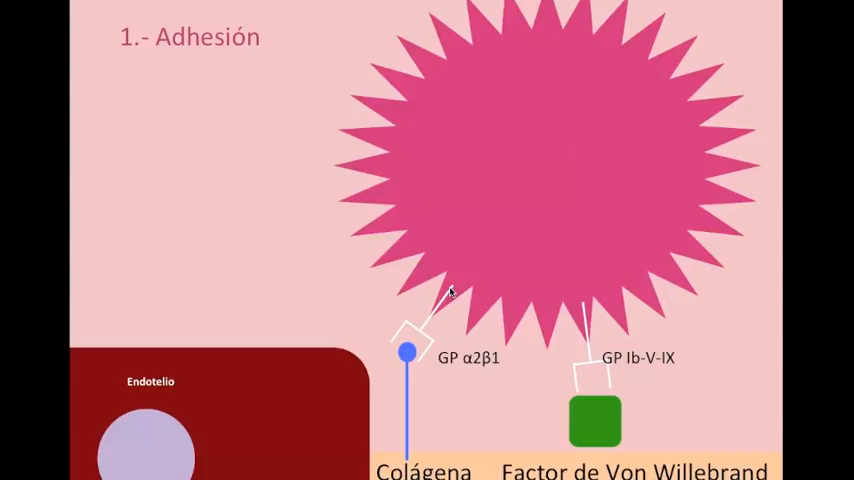 1.- Adhesión
GP α2β1
GP Ib-V-IX
Endotelio
Colágena
Factor de Von Willebrand